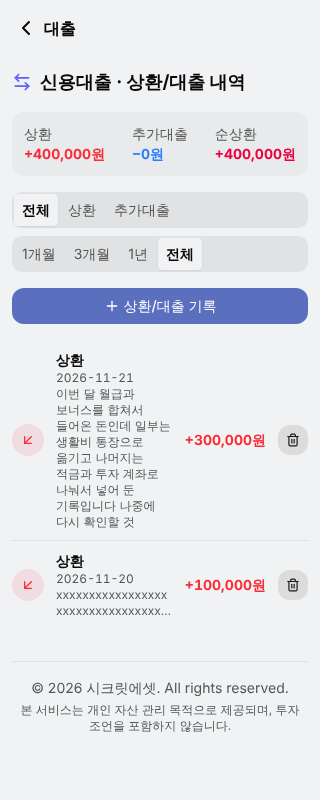 대출
신용대출 · 상환/대출 내역
상환 추가대출 순상환
+400,000원 −0원 +400,000원
전체 상환 추가대출
1개월 3개월 1년 전체
+ 상환/대출 기록
상환
2026-11-21
이번 달 월급과
보너스를 합쳐서
들어온 돈인데 일부는
생활비 통장으로
옮기고 나머지는
적금과 투자 계좌로
나눠서 넣어 둔
기록입니다 나중에
다시 확인할 것
+300,000원
상환
2026-11-20
xxxxxxxxxxxxxxxxx
xxxxxxxxxxxxxxxx...
+100,000원
© 2026 시크릿에셋. All rights reserved.
본 서비스는 개인 자산 관리 목적으로 제공되며, 투자
조언을 포함하지 않습니다.